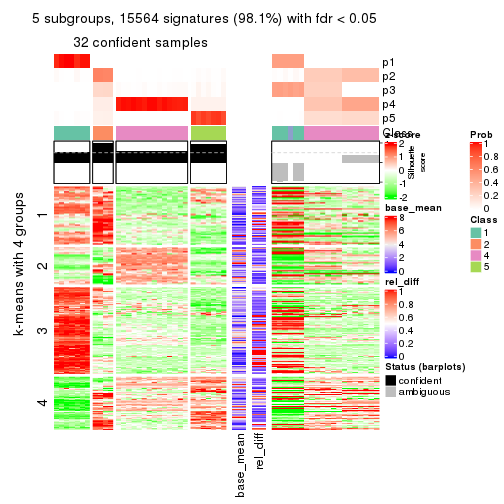 5 subgroups, 15564 signatures (98.1%) with fdr < 0.05
32 confident samples
p1
p2
p3
p4
p5
Class
Silhouette
score
k-means with 4 groups
1
2
3
4
base_mean
rel_diff
z-score
2
1
0
-1
-2
base_mean
8
6
4
2
0
rel_diff
1
0.8
0.6
0.4
0.2
0
Status (barplots)
confident
ambiguous
Prob
1
0.8
0.6
0.4
0.2
0
Class
1
2
4
5